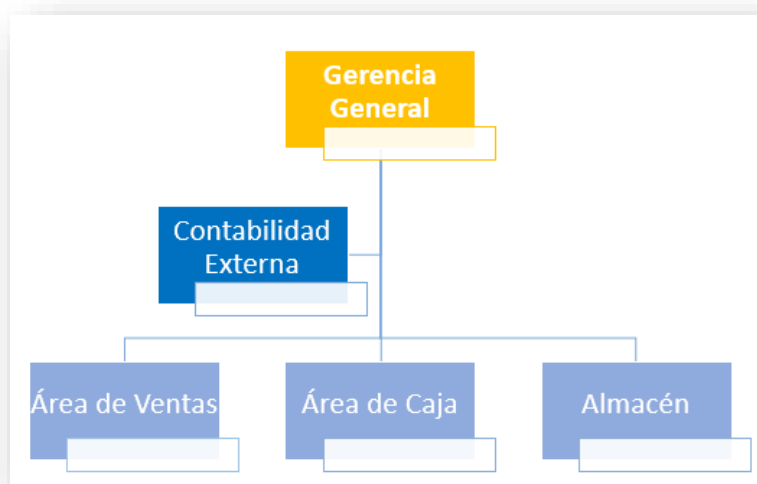 Gerencia
General
Contabilidad
Externa
Área de Ventas
Área de Caja
Almacén